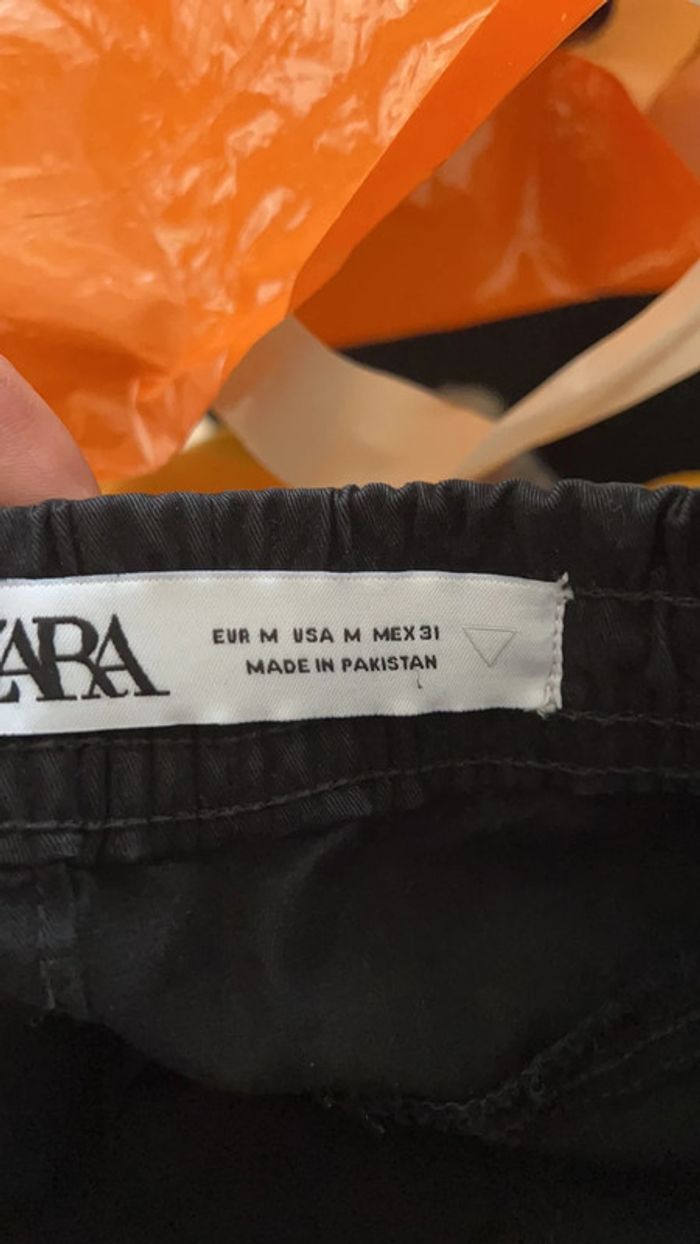 ZARA
EUR M USA M MEX 31
MADE IN PAKISTAN